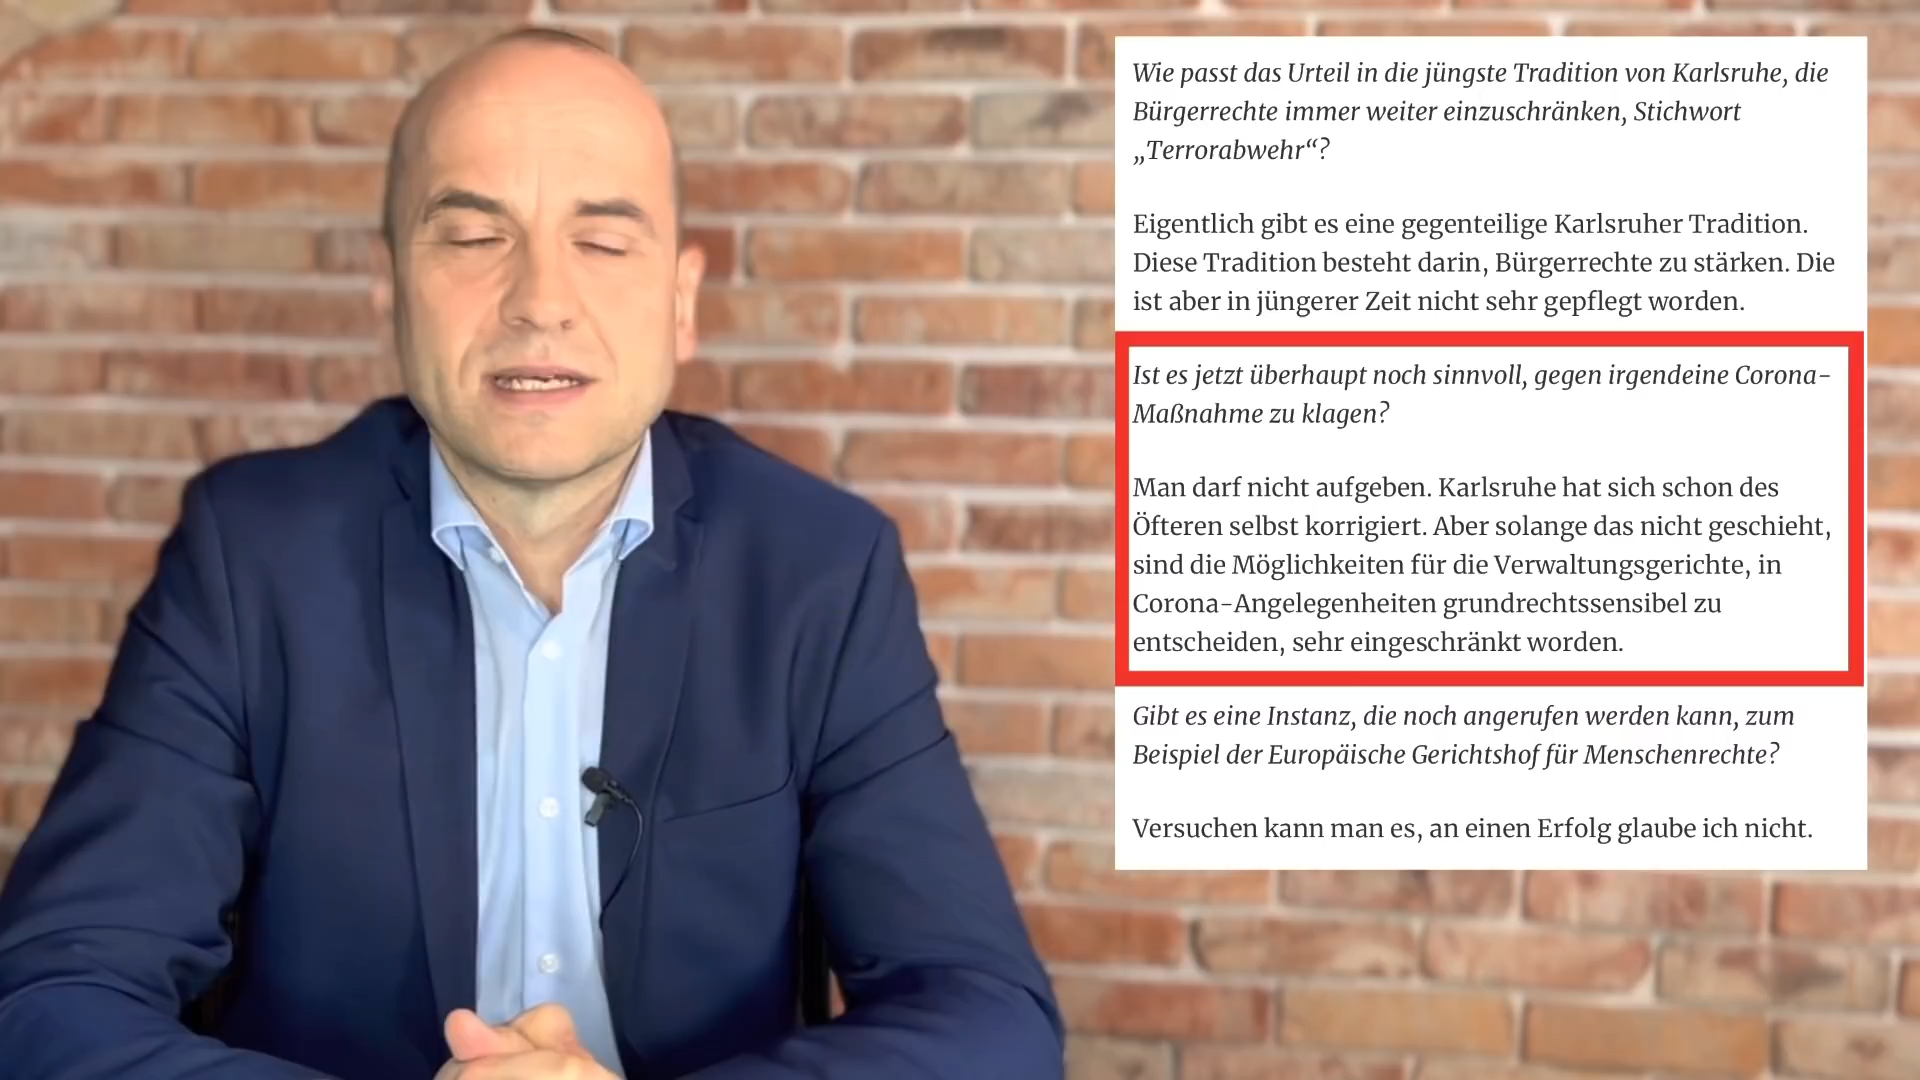 Wie passt das Urteil in die jüngste Tradition von Karlsruhe, die
Bürgerrechte immer weiter einzuschränken, Stichwort
„Terrorabwehr“?
Eigentlich gibt es eine gegenteilige Karlsruher Tradition.
Diese Tradition besteht darin, Bürgerrechte zu stärken. Die
ist aber in jüngerer Zeit nicht sehr gepflegt worden.
Ist es jetzt überhaupt noch sinnvoll, gegen irgendeine Corona-
Maßnahme zu klagen?
Man darf nicht aufgeben. Karlsruhe hat sich schon des
Öfteren selbst korrigiert. Aber solange das nicht geschieht,
sind die Möglichkeiten für die Verwaltungsgerichte, in
Corona-Angelegenheiten grundrechtssensibel zu
entscheiden, sehr eingeschränkt worden.
Gibt es eine Instanz, die noch angerufen werden kann, zum
Beispiel der Europäische Gerichtshof für Menschenrechte?
Versuchen kann man es, an einen Erfolg glaube ich nicht.